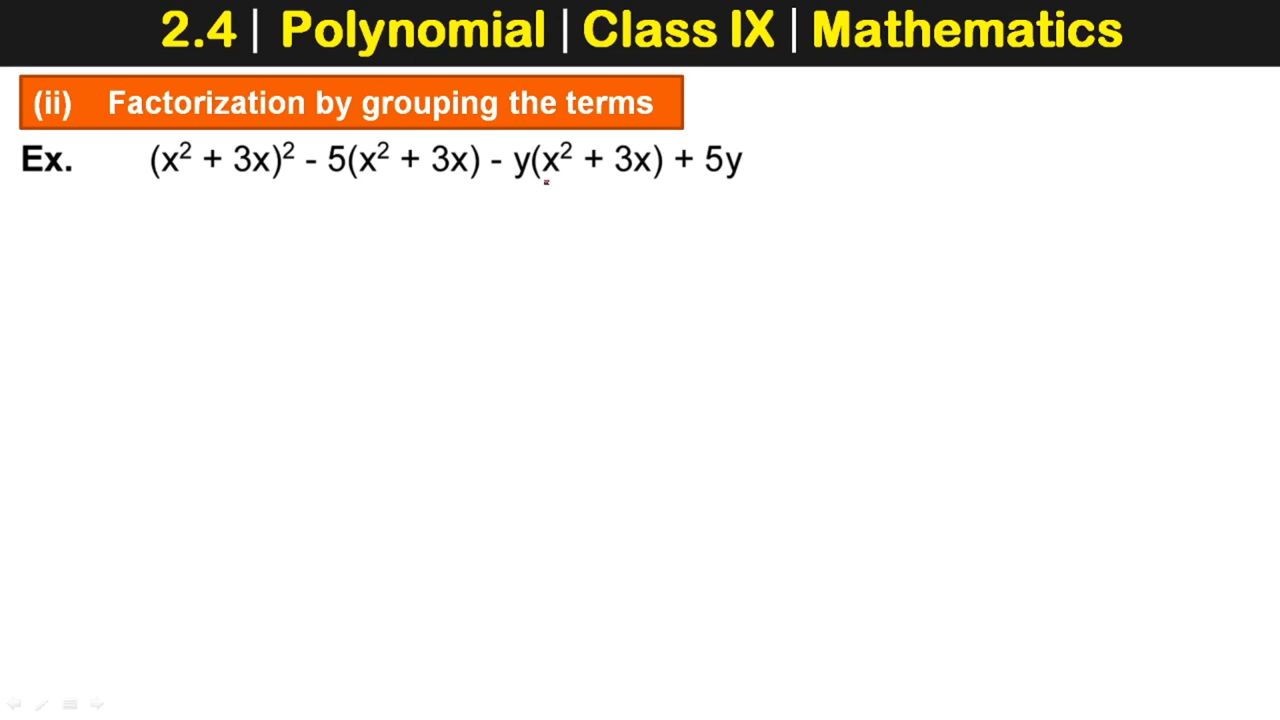 2.4 | Polynomial | Class IX | Mathematics
(ii) Factorization by grouping the terms
Ex. (x² + 3x)² - 5(x² + 3x) - y(x² + 3x) + 5y